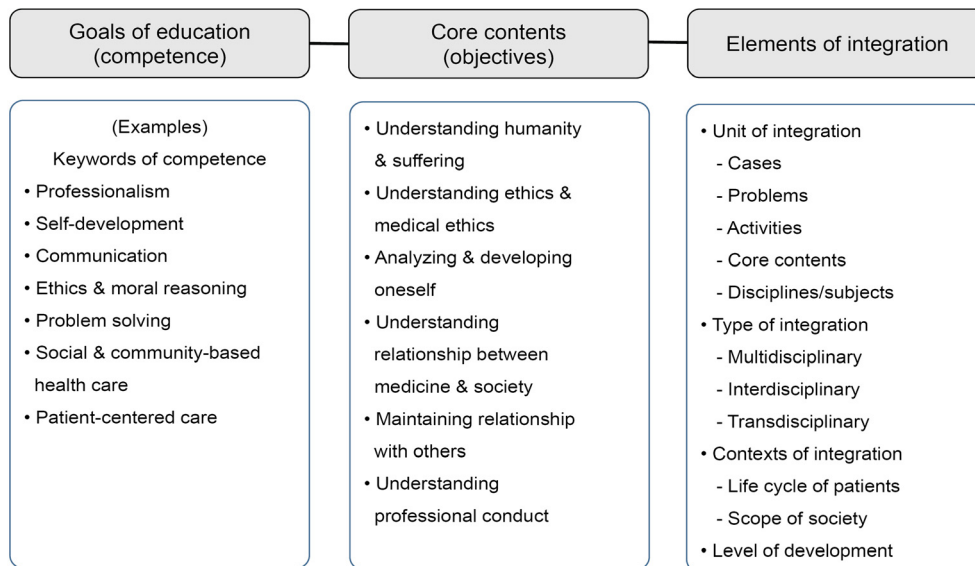 Goals of education
(competence)
Core contents
(objectives)
Elements of integration
(Examples)
Keywords of competence
• Professionalism
• Self-development
• Communication
• Ethics & moral reasoning
• Problem solving
• Social & community-based
health care
• Patient-centered care
• Understanding humanity
& suffering
• Understanding ethics &
medical ethics
• Analyzing & developing
oneself
• Understanding
relationship between
medicine & society
• Maintaining relationship
with others
• Understanding
professional conduct
• Unit of integration
- Cases
- Problems
- Activities
- Core contents
- Disciplines/subjects
• Type of integration
- Multidisciplinary
- Interdisciplinary
- Transdisciplinary
• Contexts of integration
- Life cycle of patients
- Scope of society
• Level of development